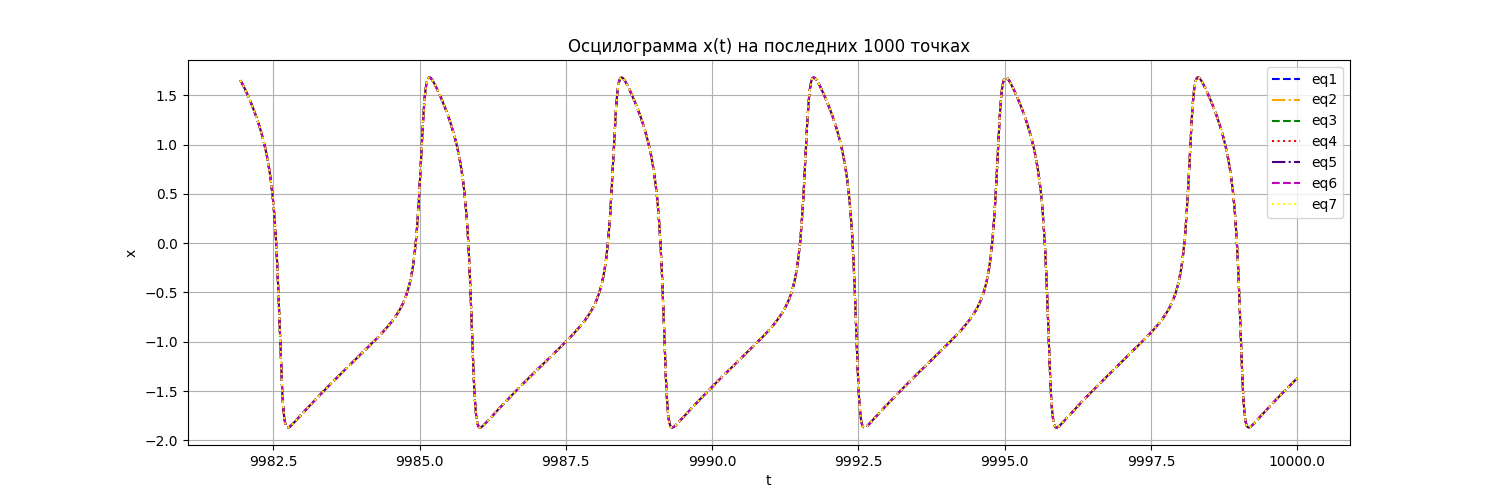 Осцилограмма x(t) на последних 1000 точках
x
1.5
1.0
0.5
0.0
−0.5
−1.0
−1.5
−2.0
eq1
eq2
eq3
eq4
eq5
eq6
eq7
9982.5
9985.0
9987.5
9990.0
9992.5
9995.0
9997.5
10000.0
t